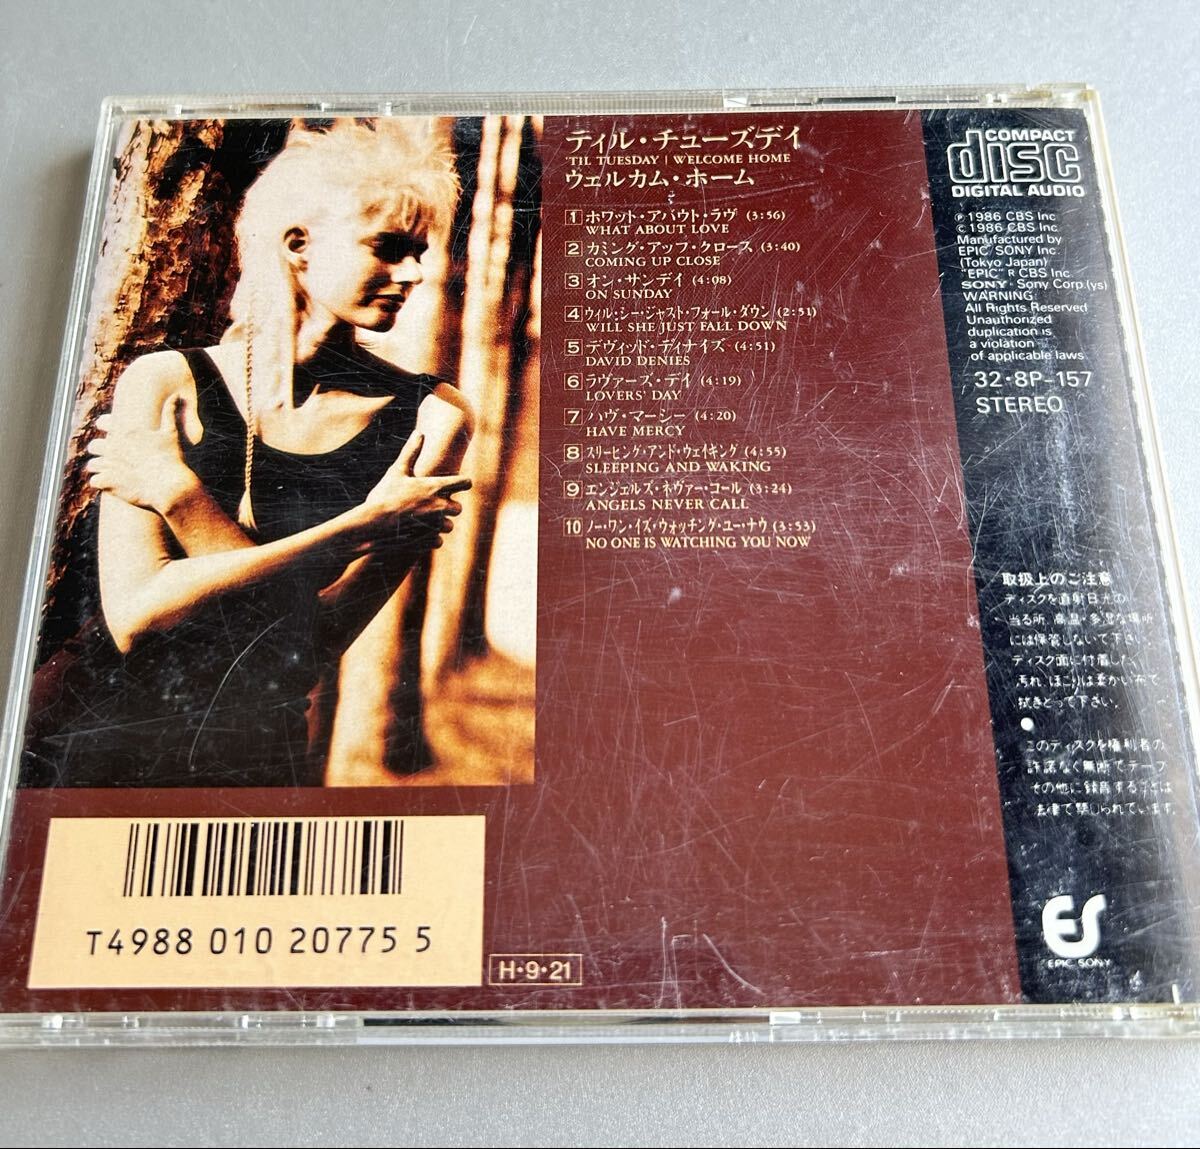 ティル・チューズデイ
'TIL TUESDAY | WELCOME HOME
ウェルカム・ホーム
1 ホワット・アバウト・ラヴ (3:56)
WHAT ABOUT LOVE
2 カミング・アップ・クロース (3:40)
COMING UP CLOSE
3 オン・サンデイ (4:08)
ON SUNDAY
4 ウィル・シー・ジャスト・フォール・ダウン (2:51)
WILL SHE JUST FALL DOWN
5 デヴィッド・ディナイズ (4:51)
DAVID DENIES
6 ラヴァーズ・デイ (4:19)
LOVERS' DAY
7 ハヴ・マーシー (4:20)
HAVE MERCY
8 スリーピング・アンド・ウェイキング (4:55)
SLEEPING AND WAKING
9 エンジェルズ・ネヴァー・コール (3:24)
ANGELS NEVER CALL
10 ノー・ワン・イズ・ウォッチング・ユー・ナウ (3:53)
NO ONE IS WATCHING YOU NOW
COMPACT
disc
DIGITAL AUDIO
℗ 1986 CBS Inc
© 1986 CBS Inc
Manufactured by
EPIC/SONY Inc.
(Tokyo Japan)
"EPIC" ® CBS Inc.
SONY・Sony Corp.(ys)
WARNING:
All Rights Reserved
Unauthorized
duplication is
a violation
of applicable laws
32・8P-157
STEREO
取扱上のご注意
ディスクを直射日光の
当る所、高温・多湿な場所
には保管しないで下さい。
ディスク面に付着した
汚れ、ほこりは柔かい布で
拭きとって下さい。
このディスクを権利者の
許諾なく無断でテープ
その他に録音することは
法律で禁じられています。
ES
EPIC/SONY
T4988 010 20775 5
H・9・21